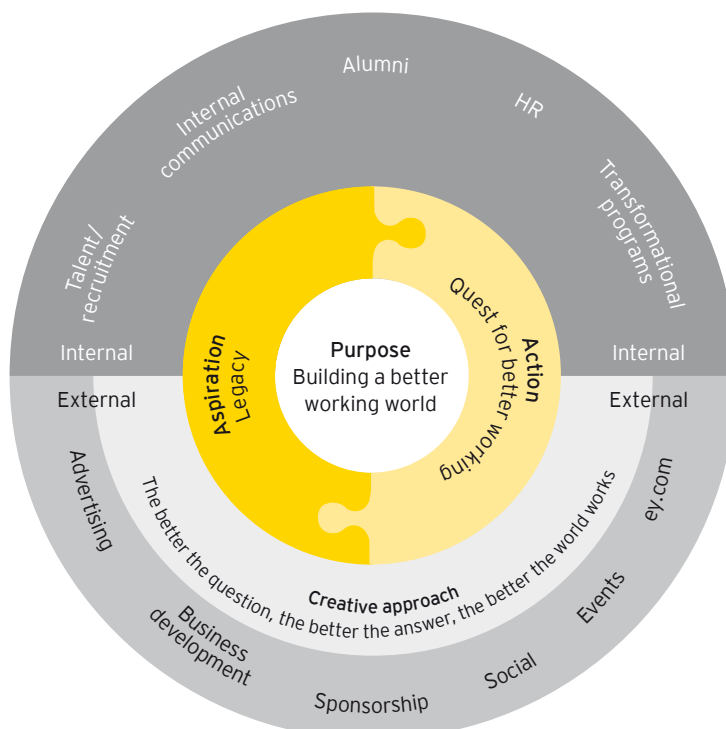 Alumni
Internal
communications
HR
Talent/
recruitment
Transformational
programs
Internal
Internal
Aspiration
Legacy
Purpose
Building a better
working world
Action
Quest for better
working
External
External
Advertising
ey.com
Creative approach
The better the question, the better the answer, the better the world works
Business
development
Events
Social
Sponsorship